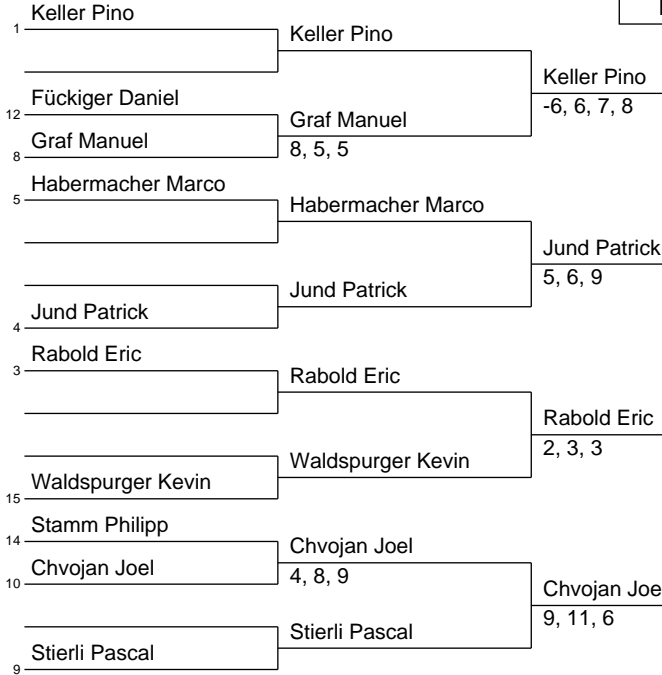 Keller Pino
1
Keller Pino
Keller Pino
-6, 6, 7, 8
Fückiger Daniel
12
Graf Manuel
8, 5, 5
Graf Manuel
8
Habermacher Marco
5
Habermacher Marco
Jund Patrick
5, 6, 9
Jund Patrick
Jund Patrick
4
Rabold Eric
3
Rabold Eric
Rabold Eric
2, 3, 3
Waldspurger Kevin
Waldspurger Kevin
15
Stamm Philipp
14
Chvojan Joel
4, 8, 9
Chvojan Joel
10
Chvojan Joe
9, 11, 6
Stierli Pascal
Stierli Pascal
9